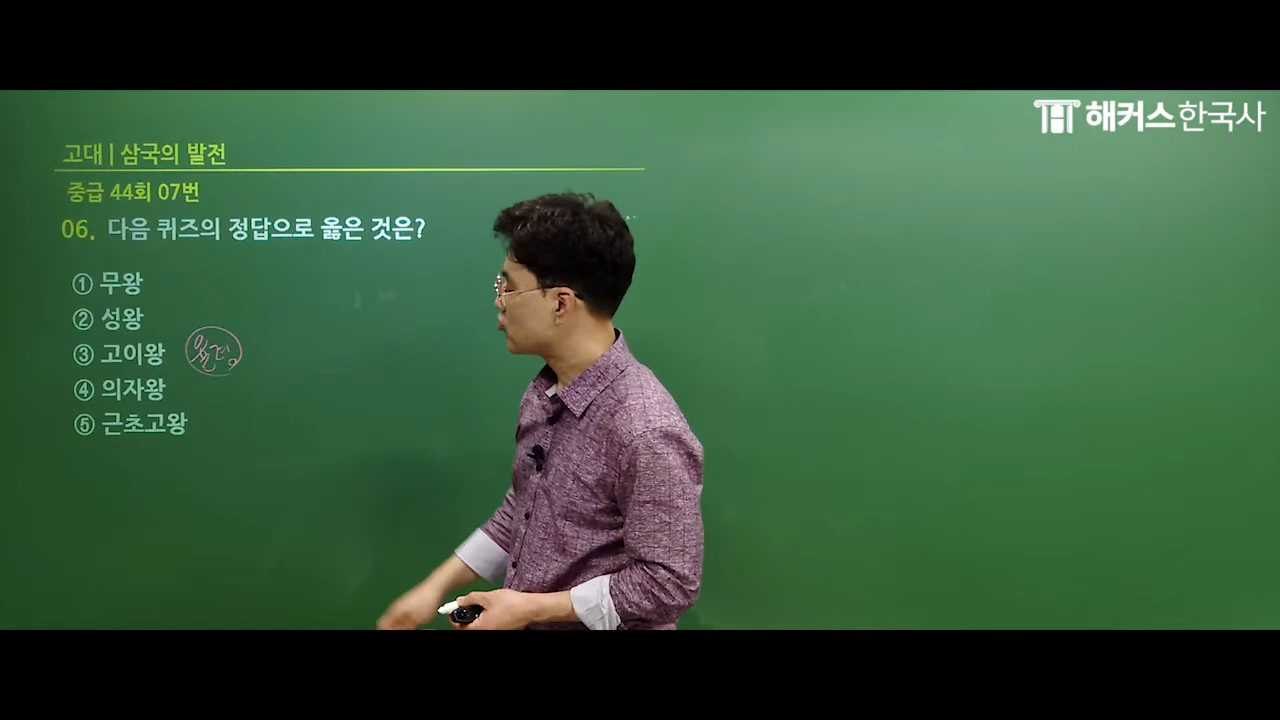 해커스한국사
고대 | 삼국의 발전
중급 44회 07번
06. 다음 퀴즈의 정답으로 옳은 것은?
① 무왕
② 성왕
③ 고이왕
④ 의자왕
⑤ 근초고왕